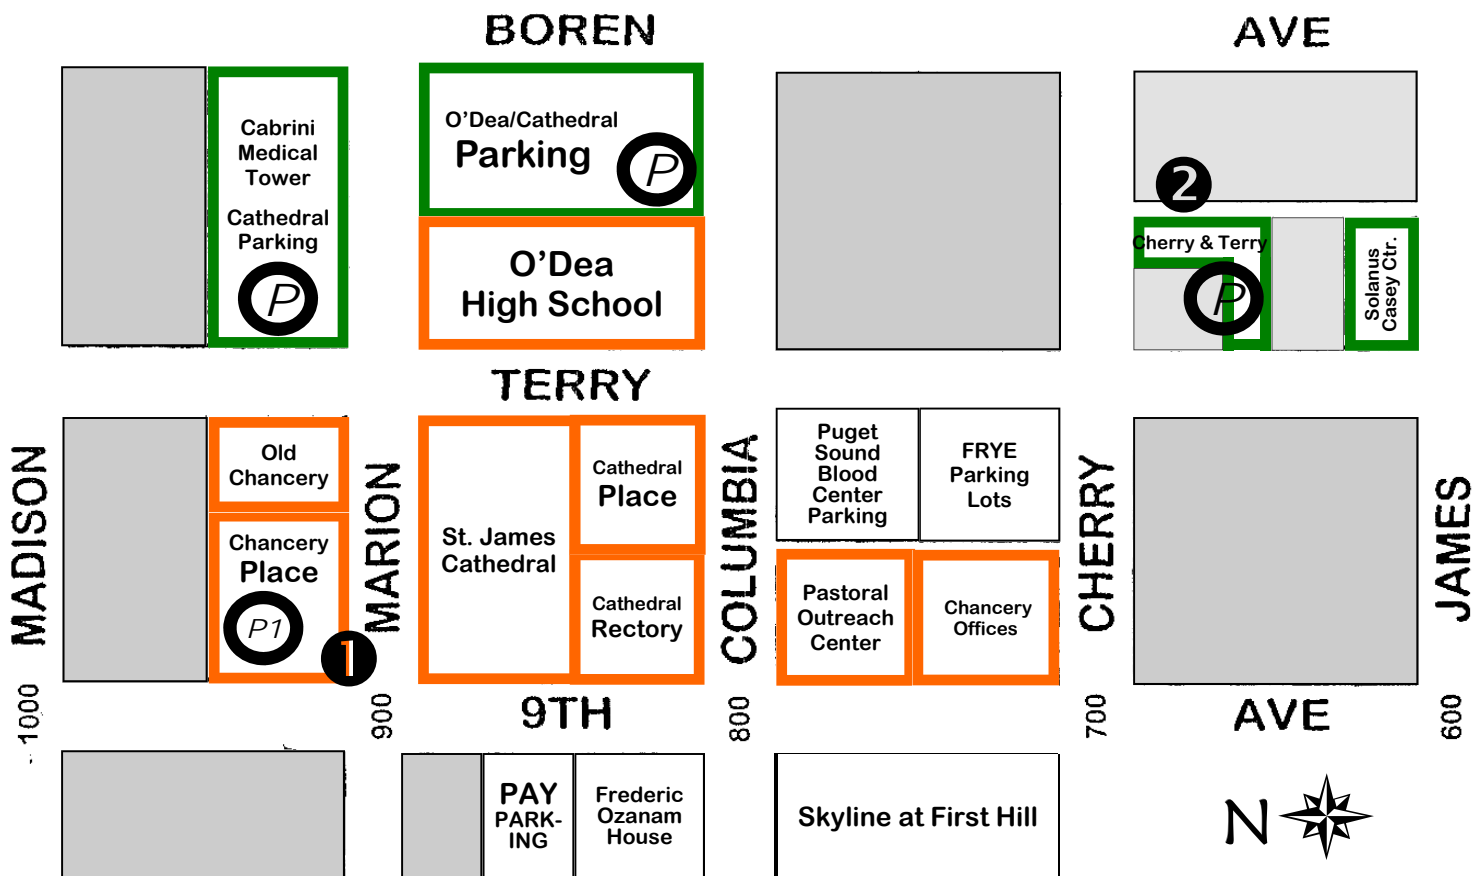 BOREN
AVE
Cabrini
Medical
Tower
Cathedral
Parking
P
O'Dea/Cathedral
Parking
P
O'Dea
High School
2
Cherry & Terry
P
Solanus
Casey Ctr.
TERRY
MADISON
Old
Chancery
Chancery
Place
P1
1
MARION
St. James
Cathedral
Cathedral
Place
Cathedral
Rectory
COLUMBIA
Puget
Sound
Blood
Center
Parking
FRYE
Parking
Lots
Pastoral
Outreach
Center
Chancery
Offices
CHERRY
JAMES
1000
900
9TH
800
700
AVE
600
PAY
PARK-
ING
Frederic
Ozanam
House
Skyline at First Hill
N